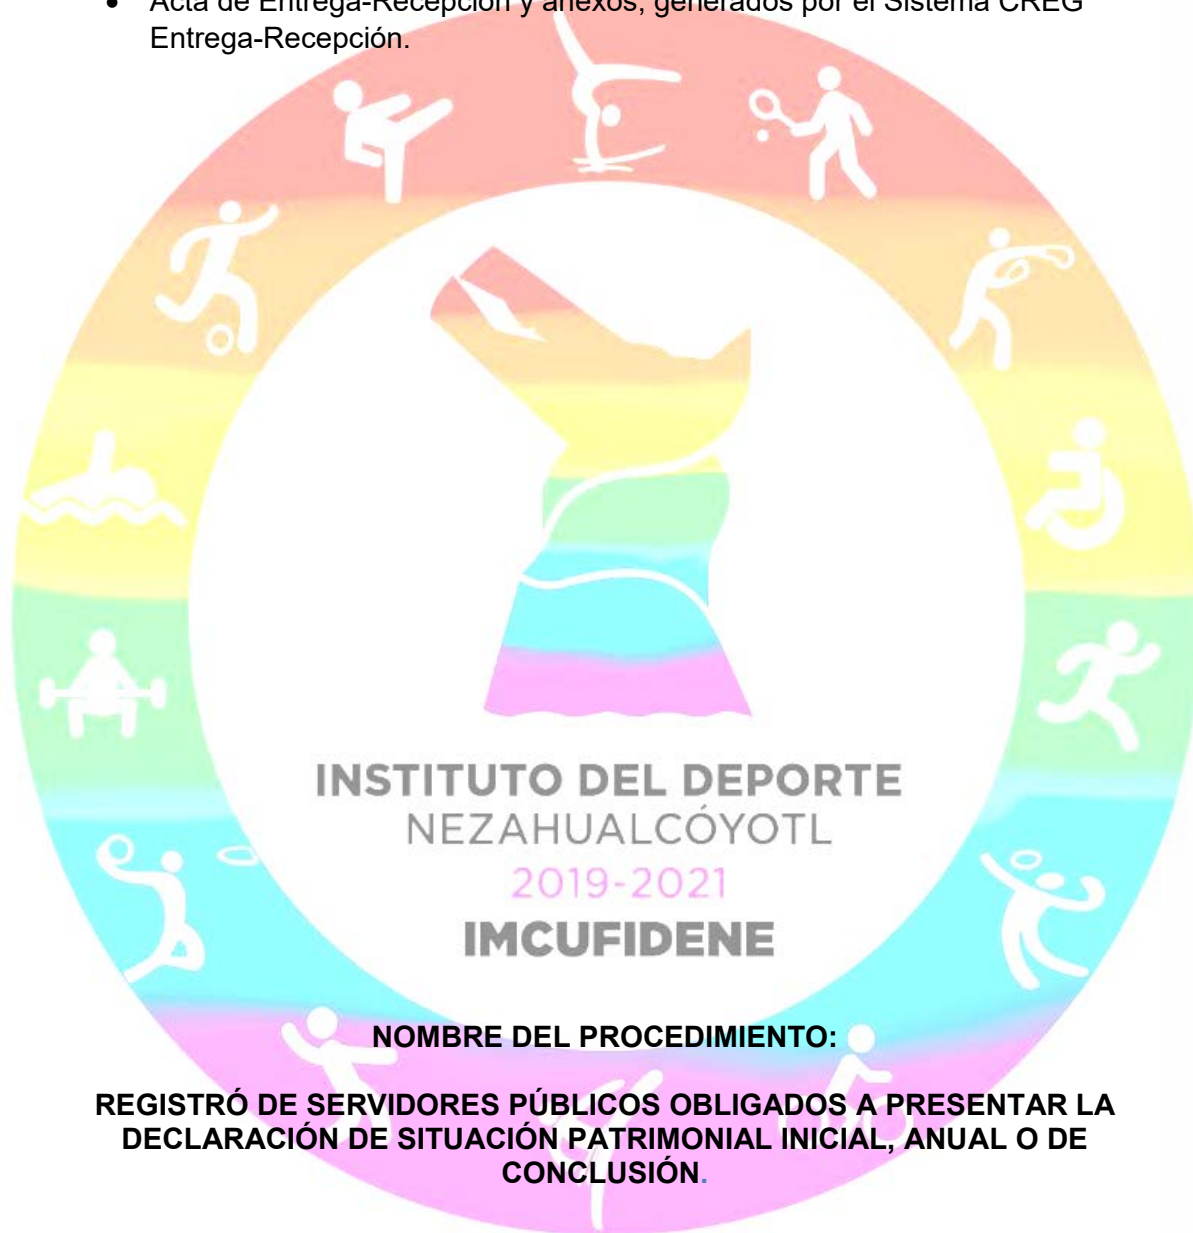 • Acta de Entrega-Recepción y anexos, generados por el Sistema CREG
Entrega-Recepción.
INSTITUTO DEL DEPORTE
NEZAHUALCÓYOTL
2019-2021
IMCUFIDENE
NOMBRE DEL PROCEDIMIENTO:
REGISTRÓ DE SERVIDORES PÚBLICOS OBLIGADOS A PRESENTAR LA
DECLARACIÓN DE SITUACIÓN PATRIMONIAL INICIAL, ANUAL O DE
CONCLUSIÓN.